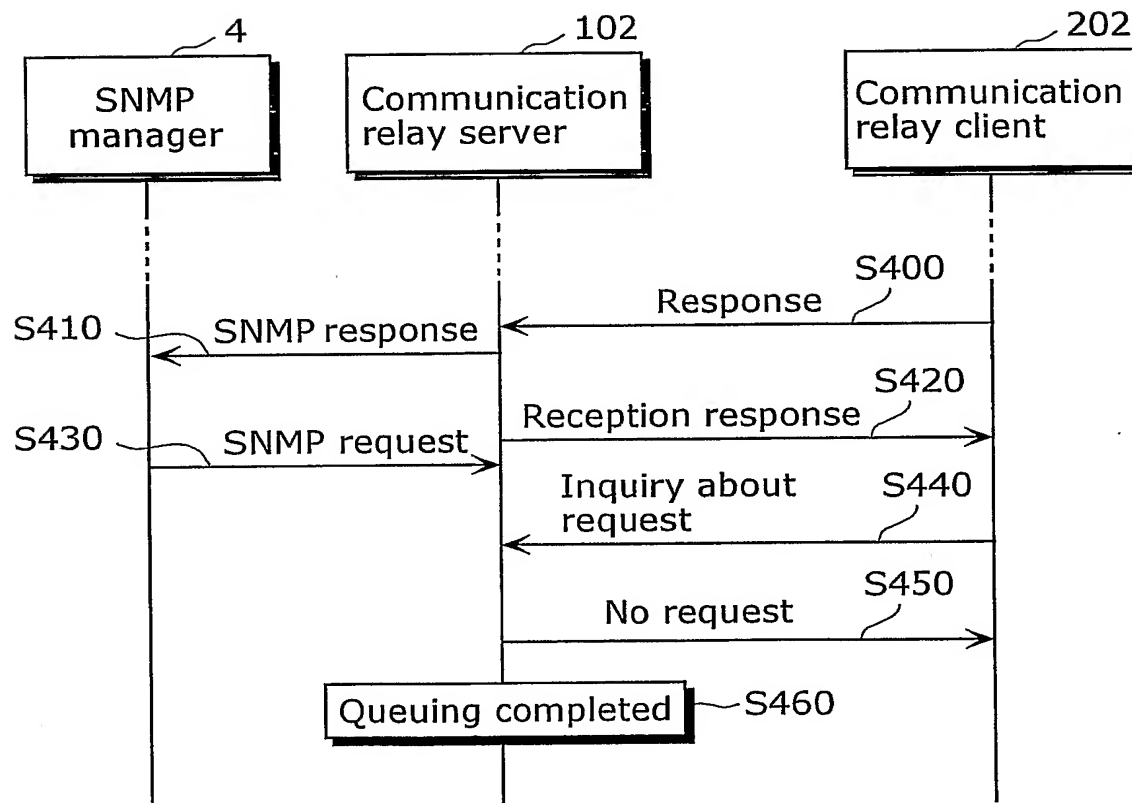 4
102
202
SNMP
manager
Communication
relay server
Communication
relay client
S400
Response
S410
SNMP response
S420
Reception response
S430
SNMP request
S440
Inquiry about
request
S450
No request
Queuing completed
S460